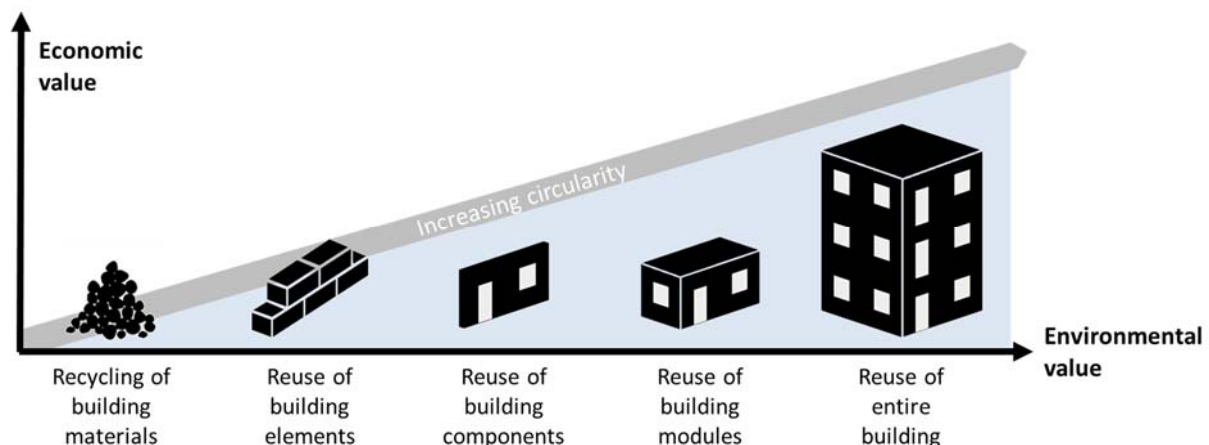 Economic
value
Increasing circularity
Environmental
value
Recycling of
building
materials
Reuse of
building
elements
Reuse of
building
components
Reuse of
building
modules
Reuse of
entire
building